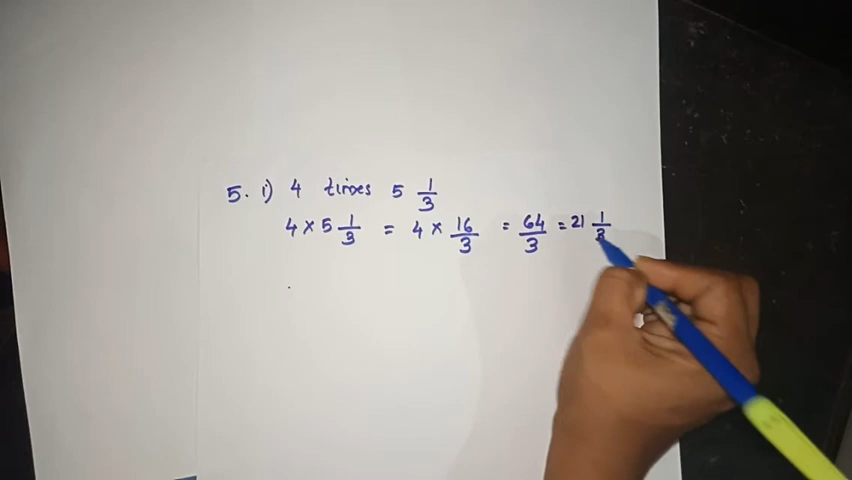 5. i) 4 times 5 1/3
4 × 5 1/3 = 4 × 16/3 = 64/3 = 21 1/3